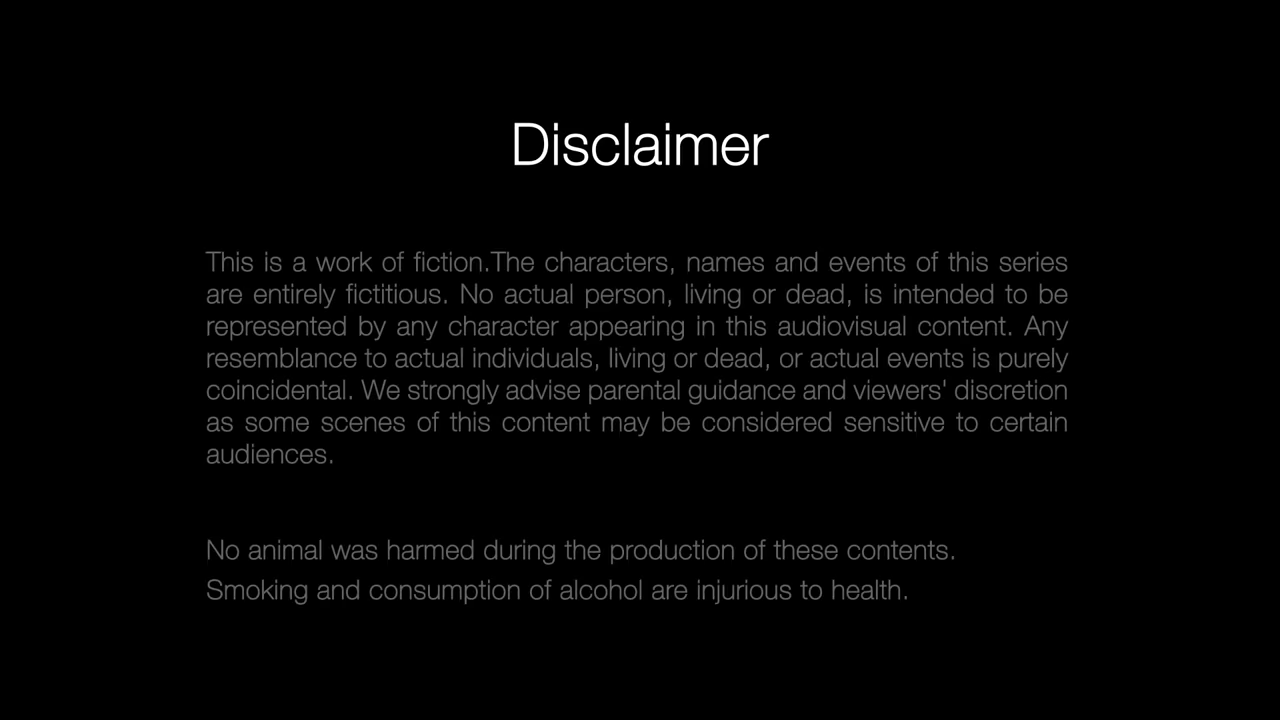 Disclaimer
This is a work of fiction.The characters, names and events of this series
are entirely fictitious. No actual person, living or dead, is intended to be
represented by any character appearing in this audiovisual content. Any
resemblance to actual individuals, living or dead, or actual events is purely
coincidental. We strongly advise parental guidance and viewers' discretion
as some scenes of this content may be considered sensitive to certain
audiences.
No animal was harmed during the production of these contents.
Smoking and consumption of alcohol are injurious to health.